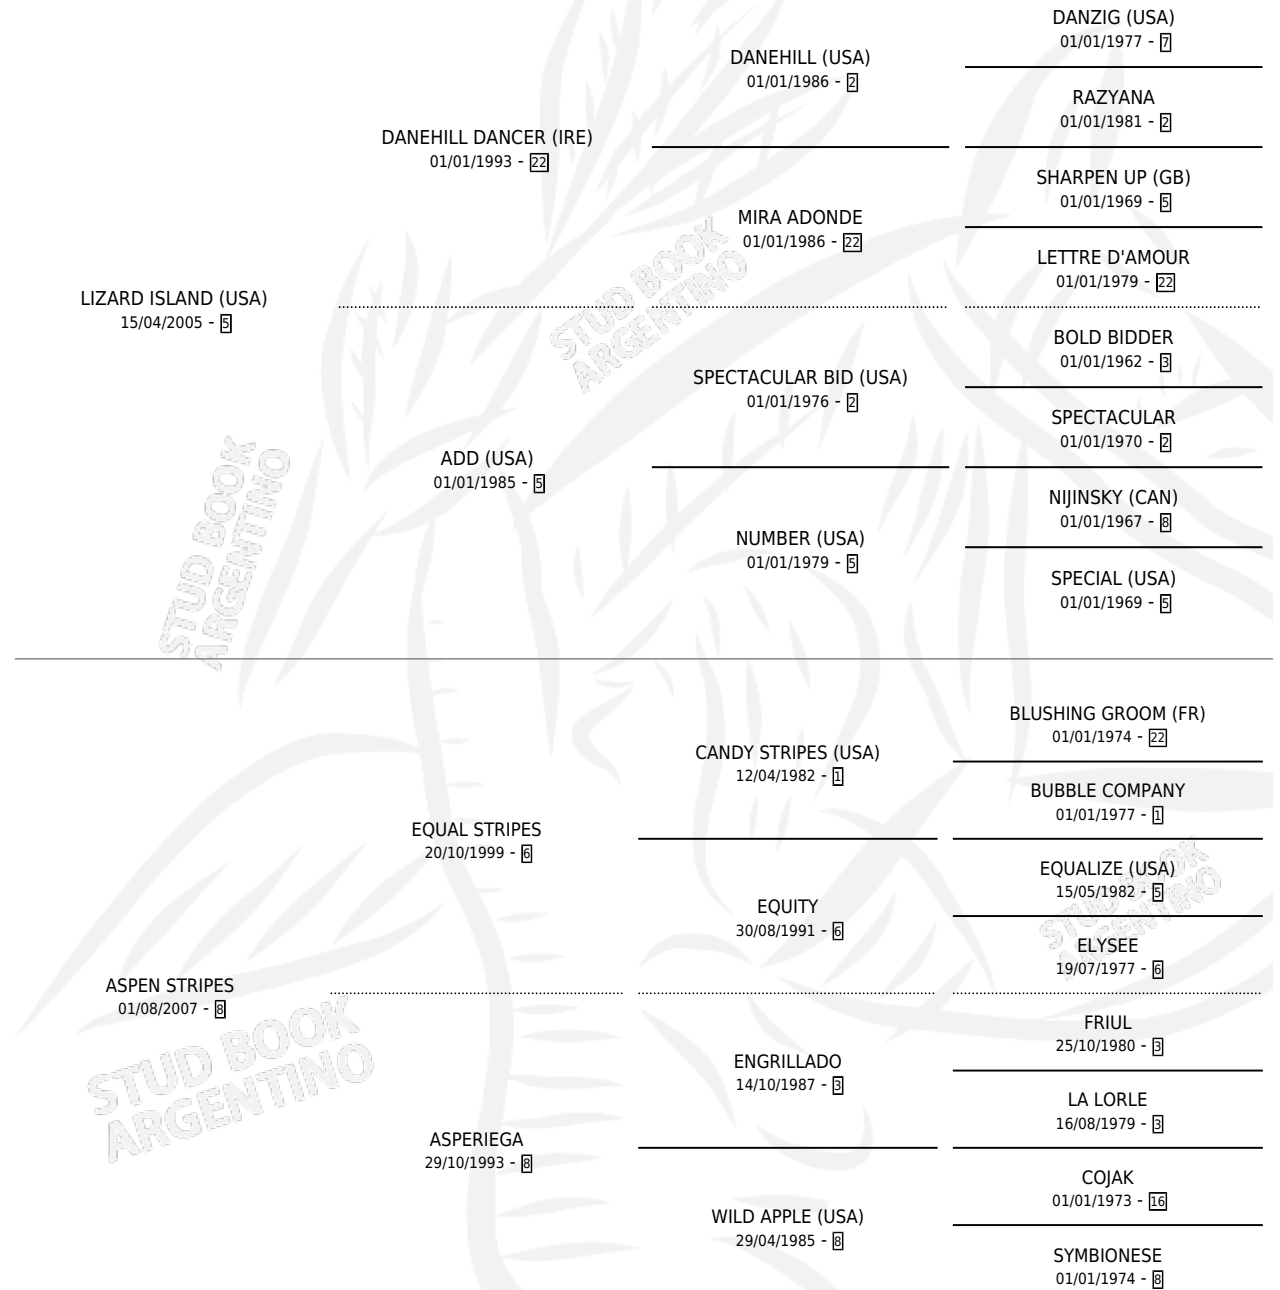 DANZIG (USA)
01/01/1977 - 7
DANEHILL (USA)
01/01/1986 - 2
RAZYANA
01/01/1981 - 2
DANEHILL DANCER (IRE)
01/01/1993 - 22
SHARPEN UP (GB)
01/01/1969 - 5
MIRA ADONDE
01/01/1986 - 22
LETTRE D'AMOUR
01/01/1979 - 22
LIZARD ISLAND (USA)
15/04/2005 - 5
BOLD BIDDER
01/01/1962 - 3
SPECTACULAR BID (USA)
01/01/1976 - 2
SPECTACULAR
01/01/1970 - 2
ADD (USA)
01/01/1985 - 5
NIJINSKY (CAN)
01/01/1967 - 8
NUMBER (USA)
01/01/1979 - 5
SPECIAL (USA)
01/01/1969 - 5
BLUSHING GROOM (FR)
01/01/1974 - 22
CANDY STRIPES (USA)
12/04/1982 - 1
BUBBLE COMPANY
01/01/1977 - 1
EQUAL STRIPES
20/10/1999 - 6
EQUALIZE (USA)
15/05/1982 - 5
EQUITY
30/08/1991 - 6
ELYSEE
19/07/1977 - 6
ASPEN STRIPES
01/08/2007 - 8
FRIUL
25/10/1980 - 3
ENGRILLADO
14/10/1987 - 3
LA LORLE
16/08/1979 - 3
ASPERIEGA
29/10/1993 - 8
COJAK
01/01/1973 - 16
WILD APPLE (USA)
29/04/1985 - 8
SYMBIONESE
01/01/1974 - 8
STUD BOOK
ARGENTINO
STUD BOOK
ARGENTINO
STUD BOOK
ARGENTINO
STUD BOOK
ARGENTINO